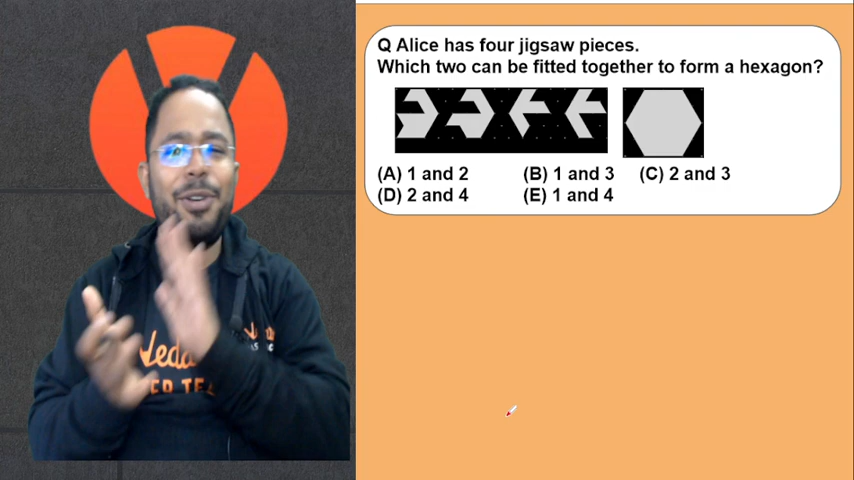 Q Alice has four jigsaw pieces.
Which two can be fitted together to form a hexagon?
(A) 1 and 2 (B) 1 and 3 (C) 2 and 3
(D) 2 and 4 (E) 1 and 4